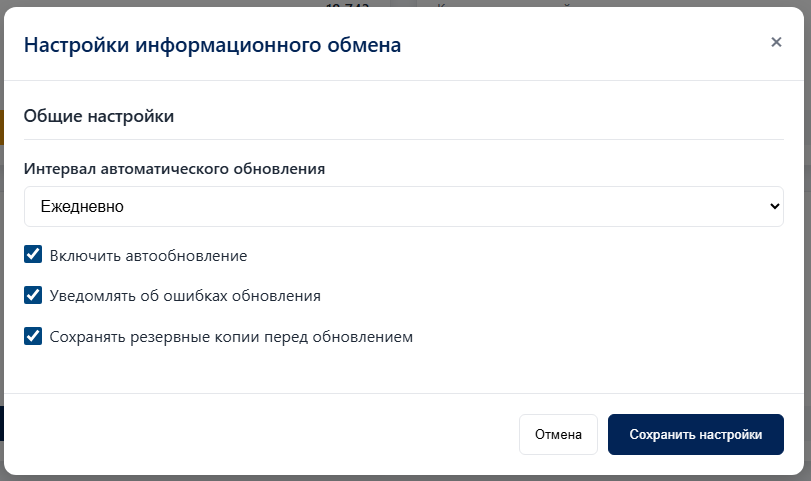 Настройки информационного обмена
×
Общие настройки
Интервал автоматического обновления
Ежедневно
Включить автообновление
Уведомлять об ошибках обновления
Сохранять резервные копии перед обновлением
Отмена
Сохранить настройки